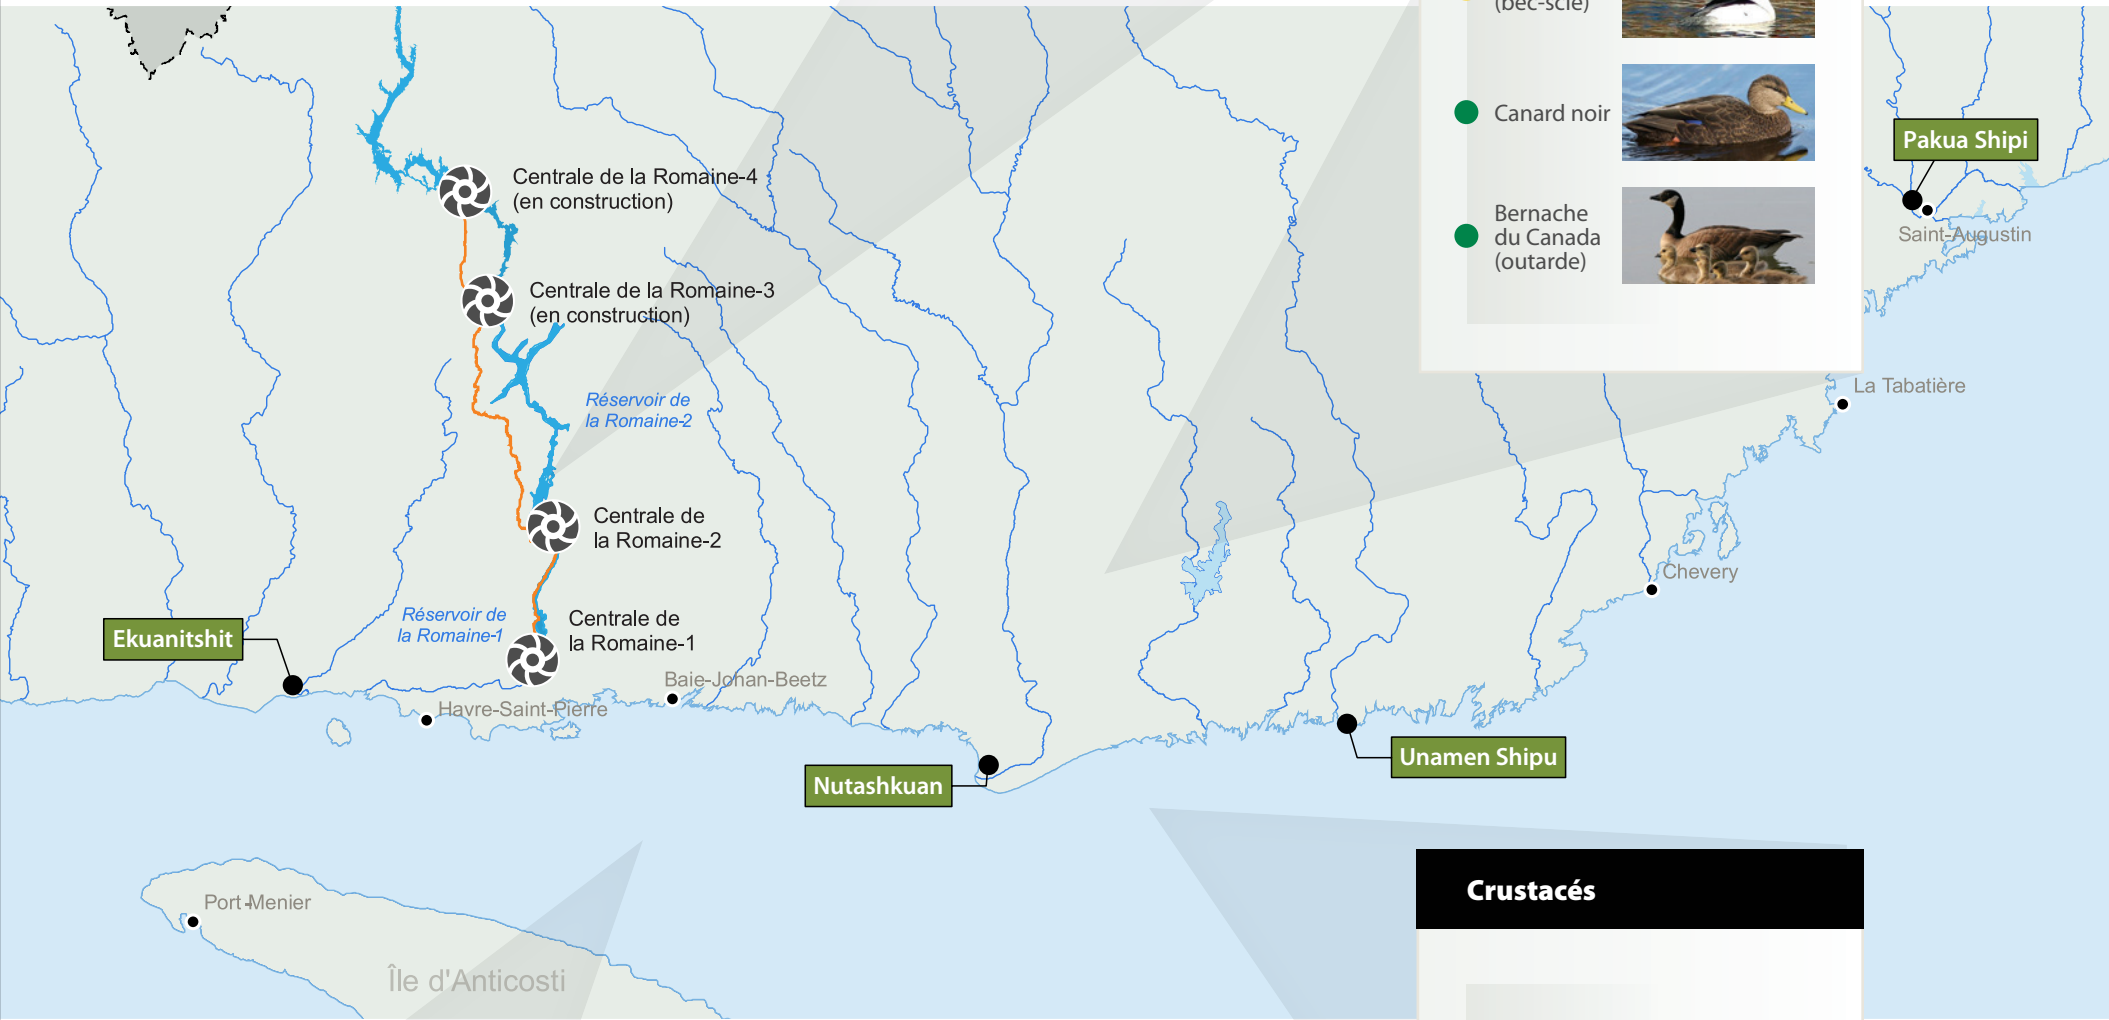 (bec-scie)
Canard noir
Bernache
du Canada
(outarde)
Pakua Shipi
Saint-Augustin
Centrale de la Romaine-4
(en construction)
Centrale de la Romaine-3
(en construction)
Réservoir de
la Romaine-2
La Tabatière
Centrale de
la Romaine-2
Chevery
Réservoir de
la Romaine-1
Centrale de
la Romaine-1
Ekuanitshit
Baie-Johan-Beetz
Havre-Saint-Pierre
Unamen Shipu
Nutashkuan
Port-Menier
Île d'Anticosti
Crustacés